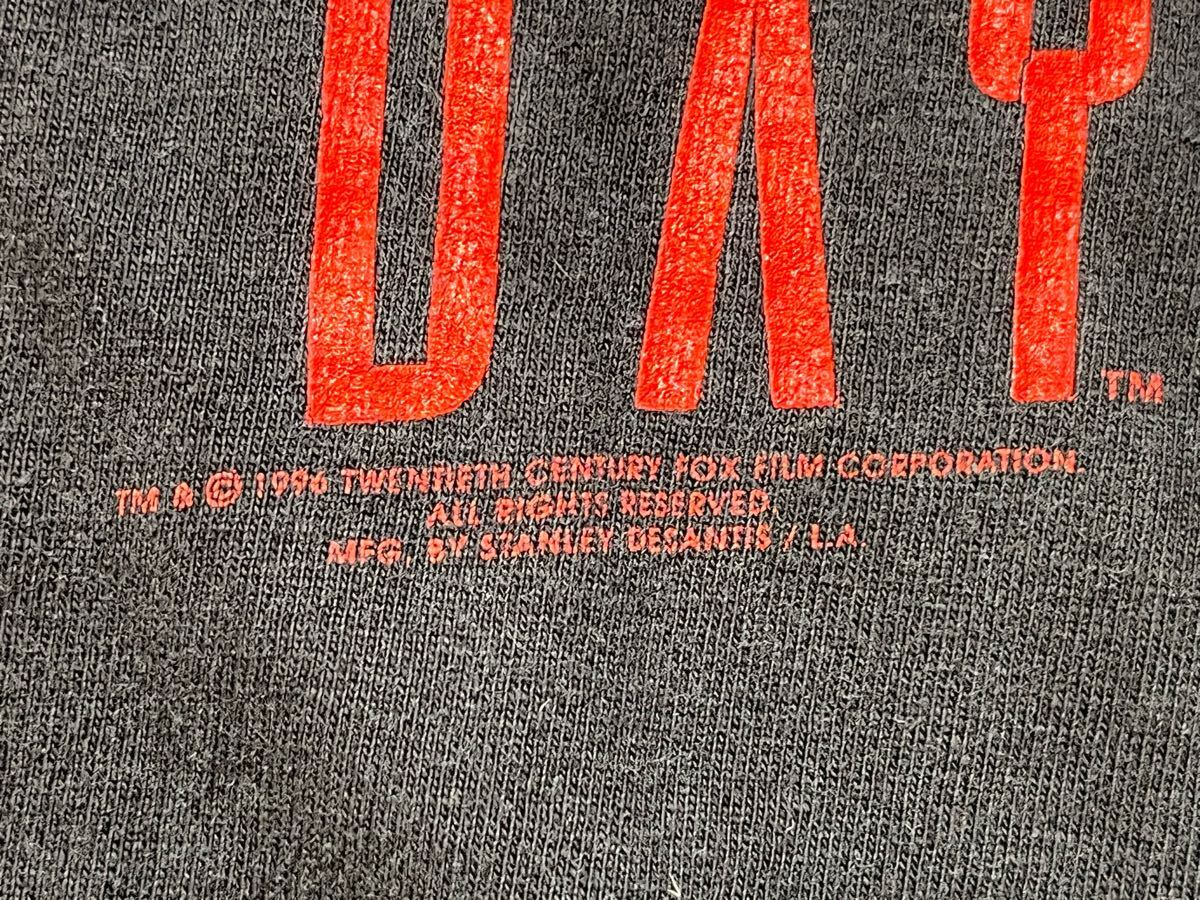 DAY TM
TM & © 1996 TWENTIETH CENTURY FOX FILM CORPORATION.
ALL RIGHTS RESERVED.
MFG. BY STANLEY DESANTIS / L.A.